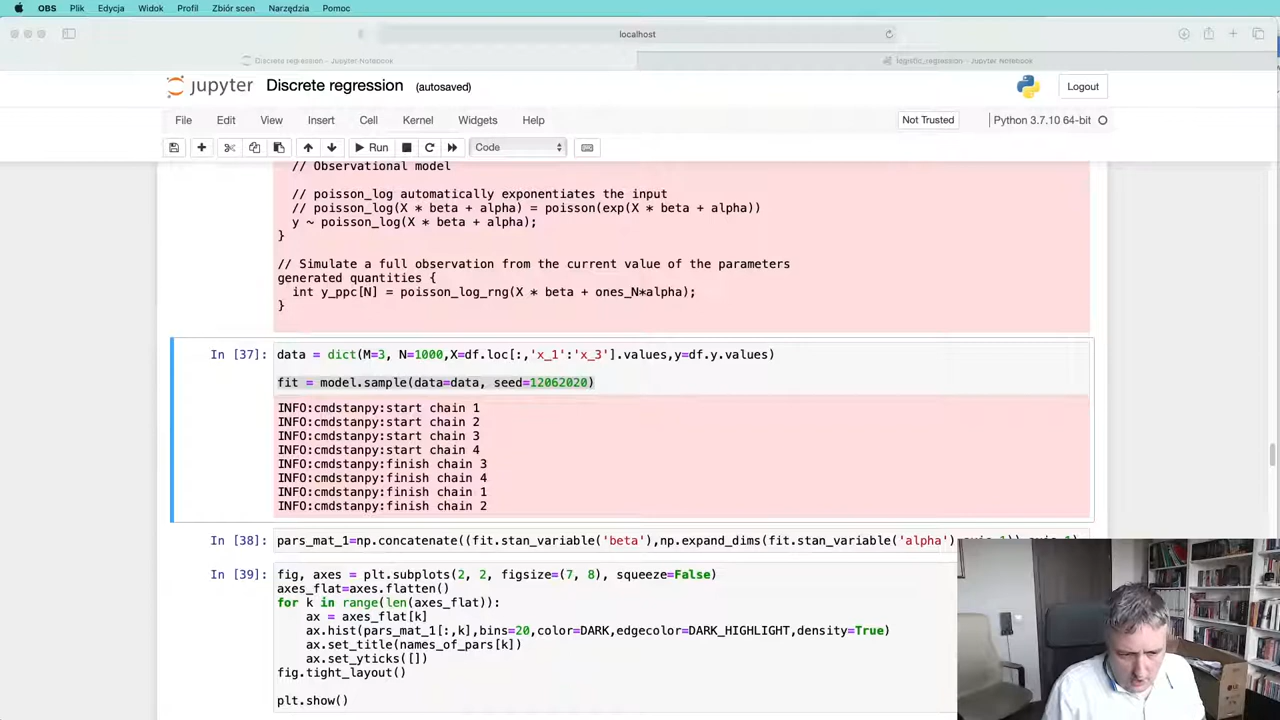 OBS Plik Edycja Widok Profil Zbiór scen Narzędzia Pomoc
localhost
Discrete regression - Jupyter Notebook
logistic_regression - Jupyter Notebook
jupyter Discrete regression (autosaved)
Logout
File Edit View Insert Cell Kernel Widgets Help
Not Trusted
Python 3.7.10 64-bit
Run
Code
// Observational model
// poisson_log automatically exponentiates the input
// poisson_log(X * beta + alpha) = poisson(exp(X * beta + alpha))
y ~ poisson_log(X * beta + alpha);
}
// Simulate a full observation from the current value of the parameters
generated quantities {
int y_ppc[N] = poisson_log_rng(X * beta + ones_N*alpha);
}
In [37]: data = dict(M=3, N=1000,X=df.loc[:,'x_1':'x_3'].values,y=df.y.values)
fit = model.sample(data=data, seed=12062020)
INFO:cmdstanpy:start chain 1
INFO:cmdstanpy:start chain 2
INFO:cmdstanpy:start chain 3
INFO:cmdstanpy:start chain 4
INFO:cmdstanpy:finish chain 3
INFO:cmdstanpy:finish chain 4
INFO:cmdstanpy:finish chain 1
INFO:cmdstanpy:finish chain 2
In [38]: pars_mat_1=np.concatenate((fit.stan_variable('beta'),np.expand_dims(fit.stan_variable('alpha'
In [39]: fig, axes = plt.subplots(2, 2, figsize=(7, 8), squeeze=False)
axes_flat=axes.flatten()
for k in range(len(axes_flat)):
ax = axes_flat[k]
ax.hist(pars_mat_1[:,k],bins=20,color=DARK,edgecolor=DARK_HIGHLIGHT,density=True)
ax.set_title(names_of_pars[k])
ax.set_yticks([])
fig.tight_layout()
plt.show()